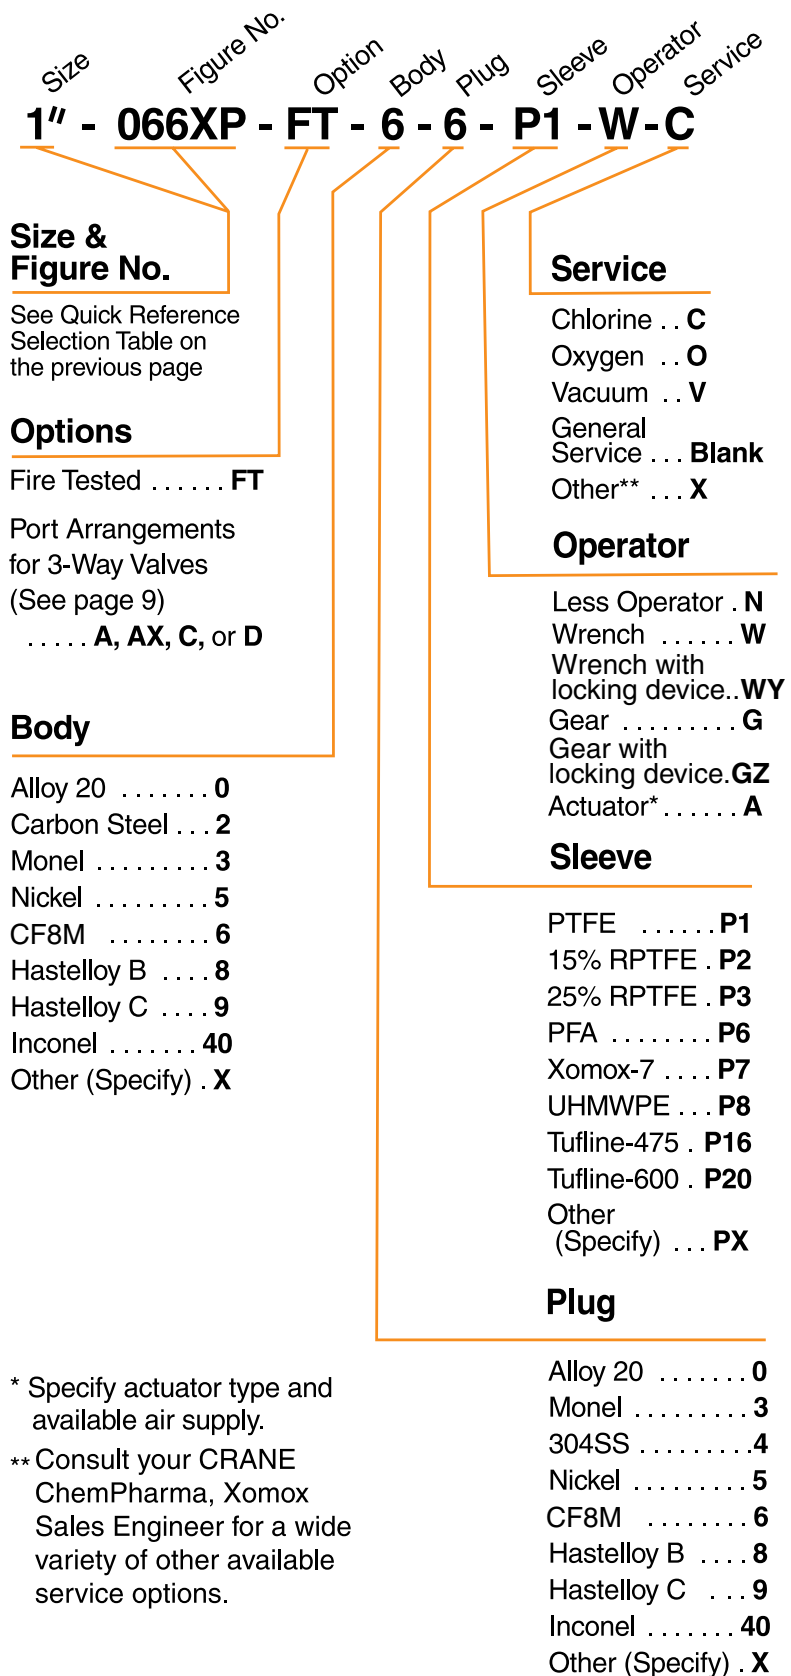 Size Figure No. Option Body Plug Sleeve Operator Service
1" - 066XP - FT - 6 - 6 - P1 - W - C
Size &
Figure No.
See Quick Reference
Selection Table on
the previous page
Options
Fire Tested . . . . . . FT
Port Arrangements
for 3-Way Valves
(See page 9)
. . . . . A, AX, C, or D
Body
Alloy 20 . . . . . . . 0
Carbon Steel . . . 2
Monel . . . . . . . . . 3
Nickel . . . . . . . . . 5
CF8M . . . . . . . . 6
Hastelloy B . . . . 8
Hastelloy C . . . . 9
Inconel . . . . . . . 40
Other (Specify) . X
* Specify actuator type and
available air supply.
** Consult your CRANE
ChemPharma, Xomox
Sales Engineer for a wide
variety of other available
service options.
Service
Chlorine . . C
Oxygen . . O
Vacuum . . V
General
Service . . . Blank
Other** . . . X
Operator
Less Operator . N
Wrench . . . . . . W
Wrench with
locking device..WY
Gear . . . . . . . . . G
Gear with
locking device.GZ
Actuator* . . . . . . A
Sleeve
PTFE . . . . . . P1
15% RPTFE . P2
25% RPTFE . P3
PFA . . . . . . . . P6
Xomox-7 . . . . P7
UHMWPE . . . P8
Tufline-475 . P16
Tufline-600 . P20
Other
(Specify) . . . PX
Plug
Alloy 20 . . . . . . . 0
Monel . . . . . . . . . 3
304SS . . . . . . . . .4
Nickel . . . . . . . . . 5
CF8M . . . . . . . . 6
Hastelloy B . . . . 8
Hastelloy C . . . 9
Inconel . . . . . . . 40
Other (Specify) . X